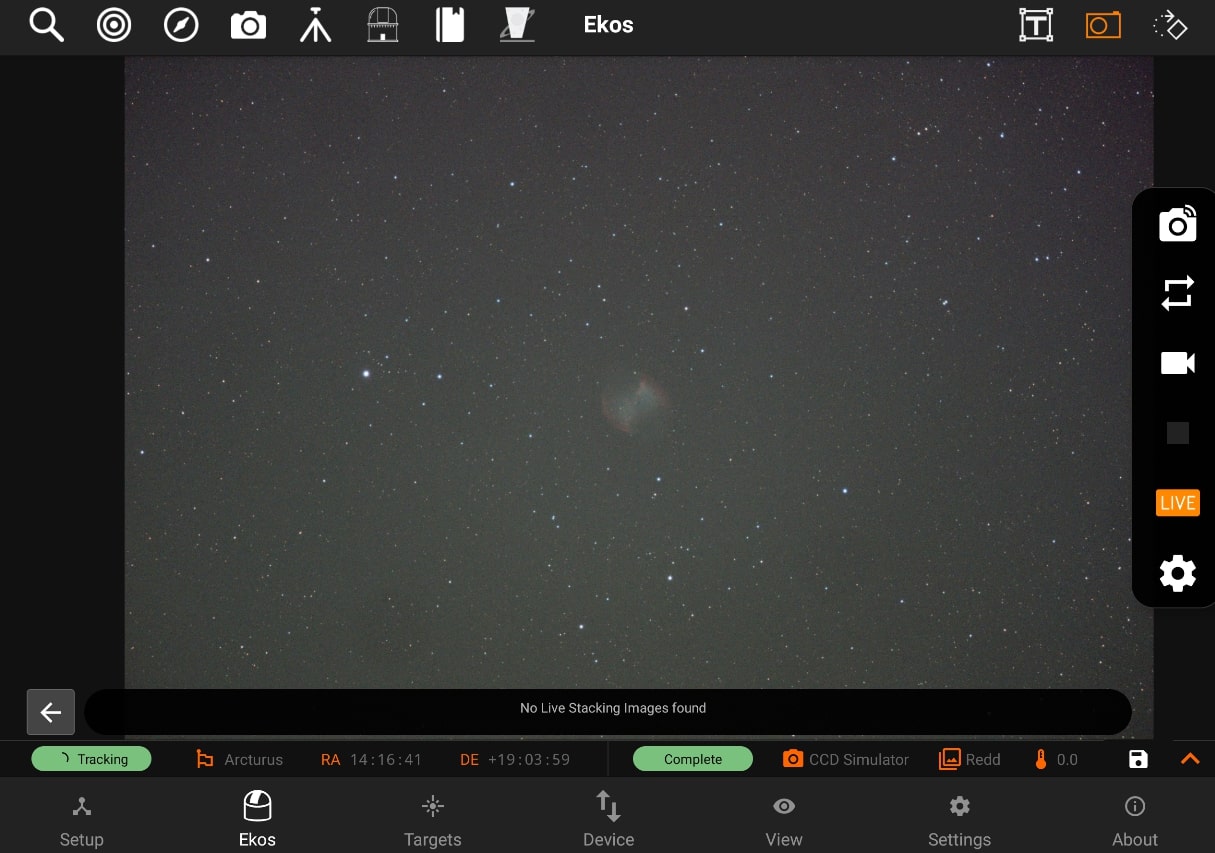 Ekos
T
LIVE
No Live Stacking Images found
Tracking Arcturus RA 14:16:41 DE +19:03:59 Complete CCD Simulator Redd 0.0
Setup Ekos Targets Device View Settings About